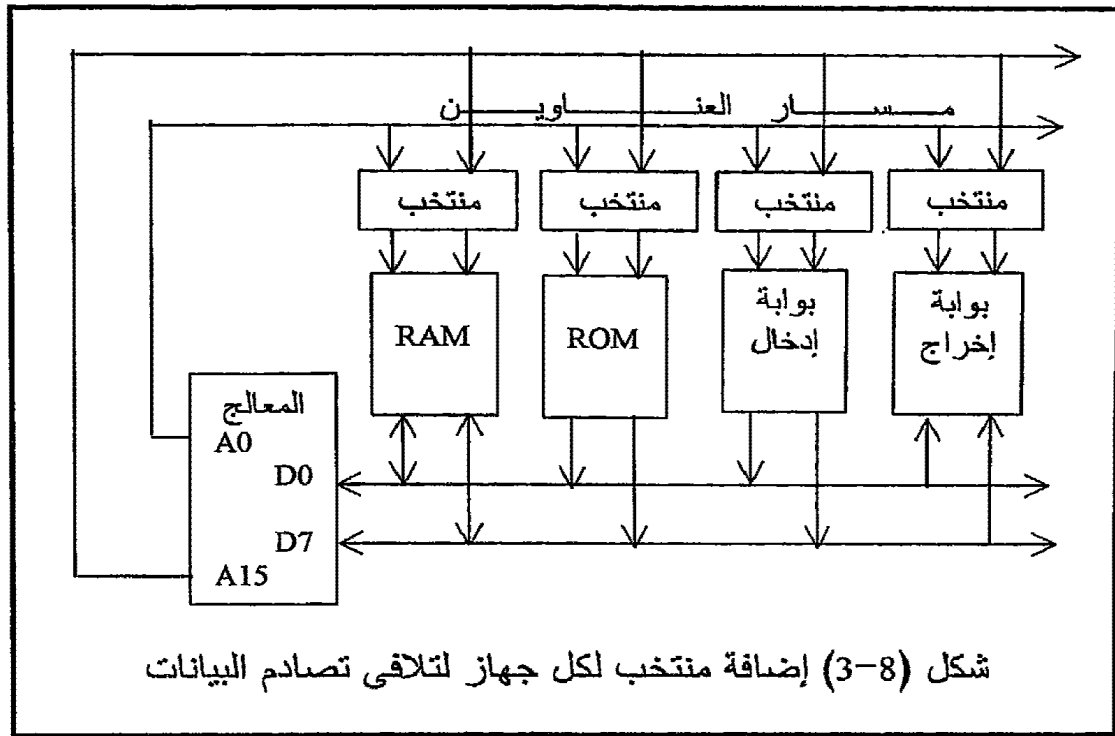 مسار العناوين
منتخب منتخب منتخب منتخب
RAM ROM بوابة إدخال بوابة إخراج
المعالج
A0
D0
D7
A15
شكل (8-3) إضافة منتخب لكل جهاز لتلافى تصادم البيانات